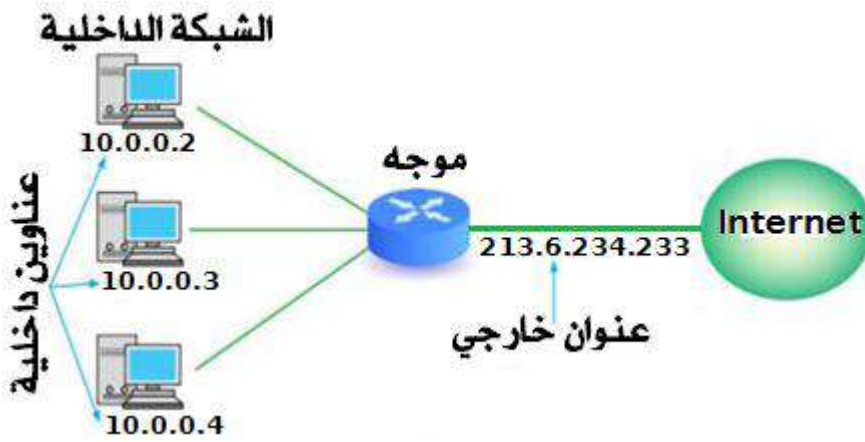 الشبكة الداخلية
10.0.0.2
موجه
عناوين داخلية
10.0.0.3
213.6.234.233
Internet
عنوان خارجي
10.0.0.4